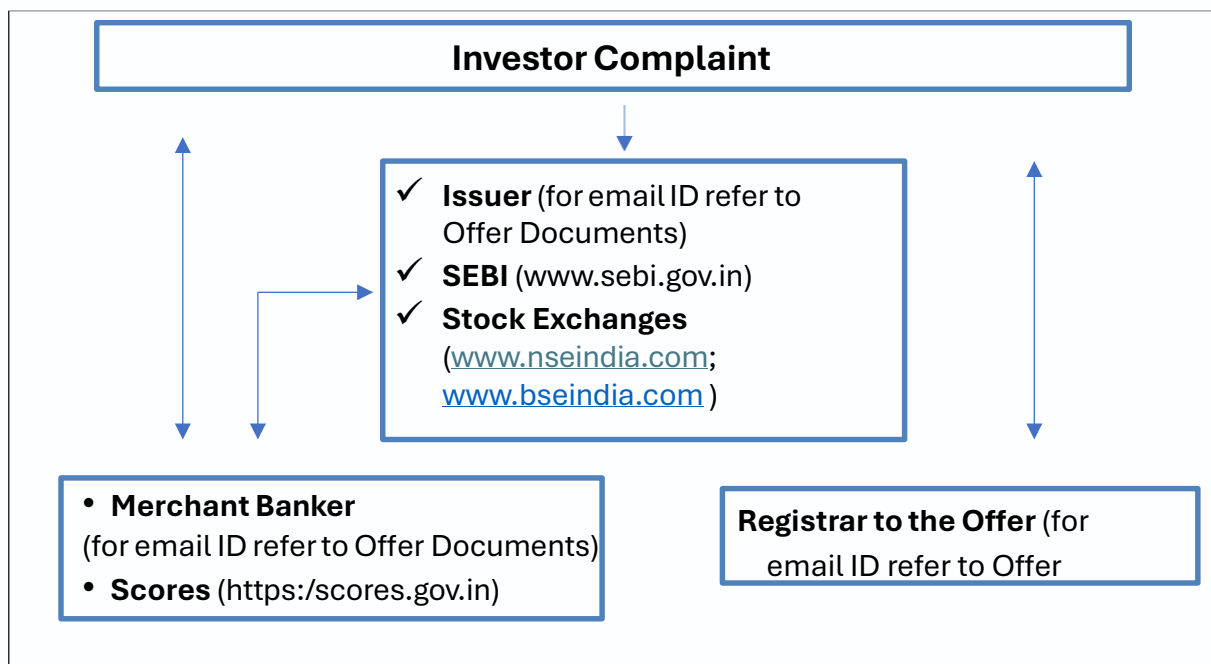 Investor Complaint
✓ Issuer (for email ID refer to
Offer Documents)
✓ SEBI (www.sebi.gov.in)
✓ Stock Exchanges
(www.nseindia.com;
www.bseindia.com )
• Merchant Banker
(for email ID refer to Offer Documents)
• Scores (https:/scores.gov.in)
Registrar to the Offer (for
email ID refer to Offer